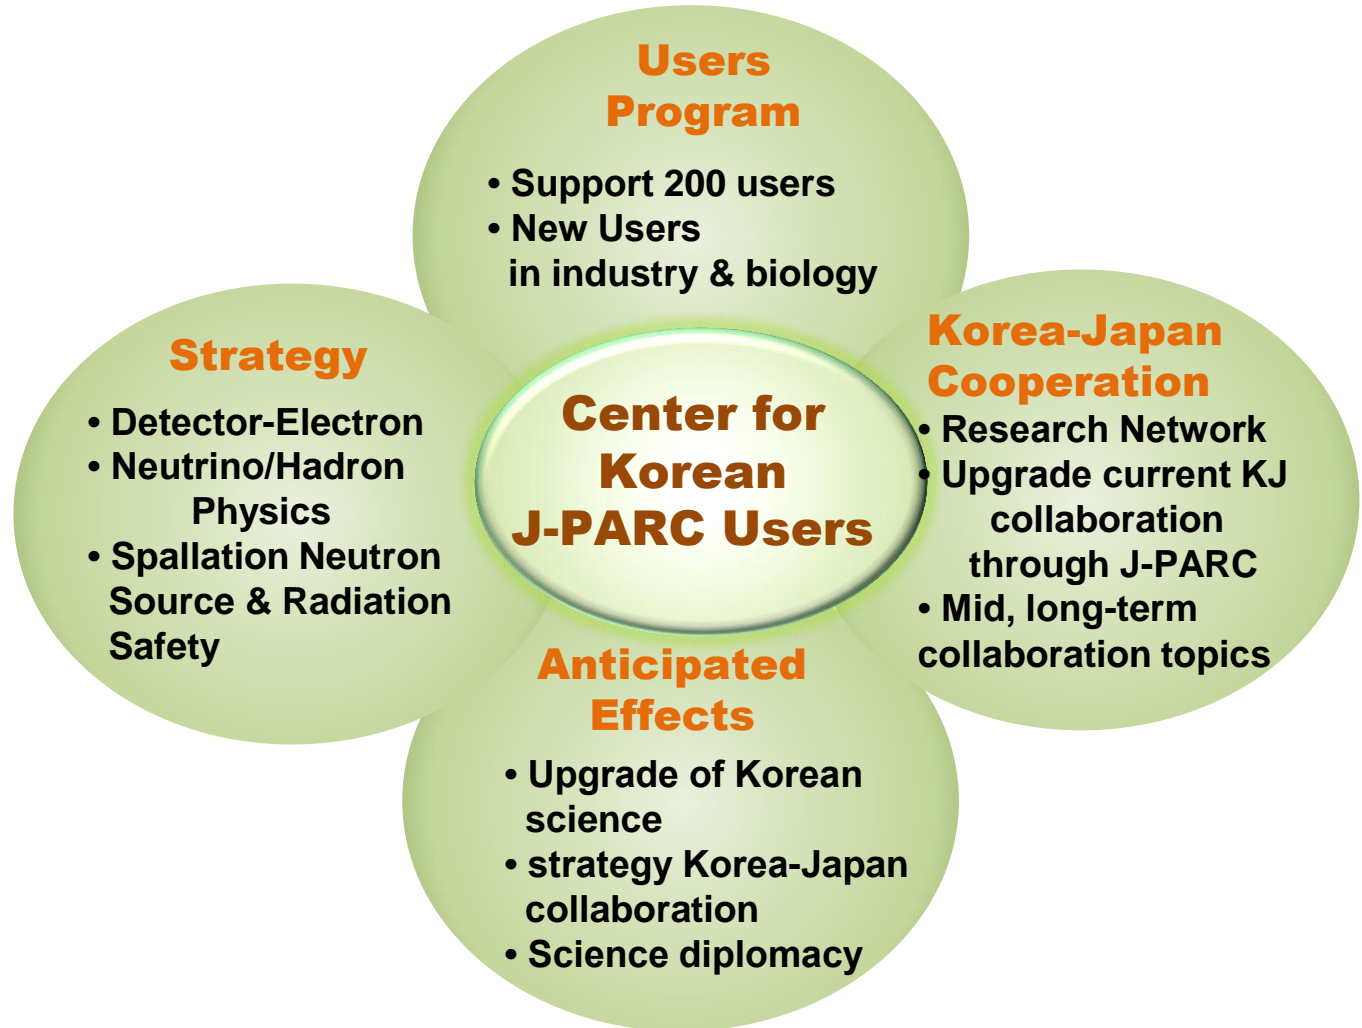 Users
Program
• Support 200 users
• New Users
in industry & biology
Strategy
• Detector-Electron
• Neutrino/Hadron
Physics
• Spallation Neutron
Source & Radiation
Safety
Center for
Korean
J-PARC Users
Korea-Japan
Cooperation
• Research Network
• Upgrade current KJ
collaboration
through J-PARC
• Mid, long-term
collaboration topics
Anticipated
Effects
• Upgrade of Korean
science
• strategy Korea-Japan
collaboration
• Science diplomacy